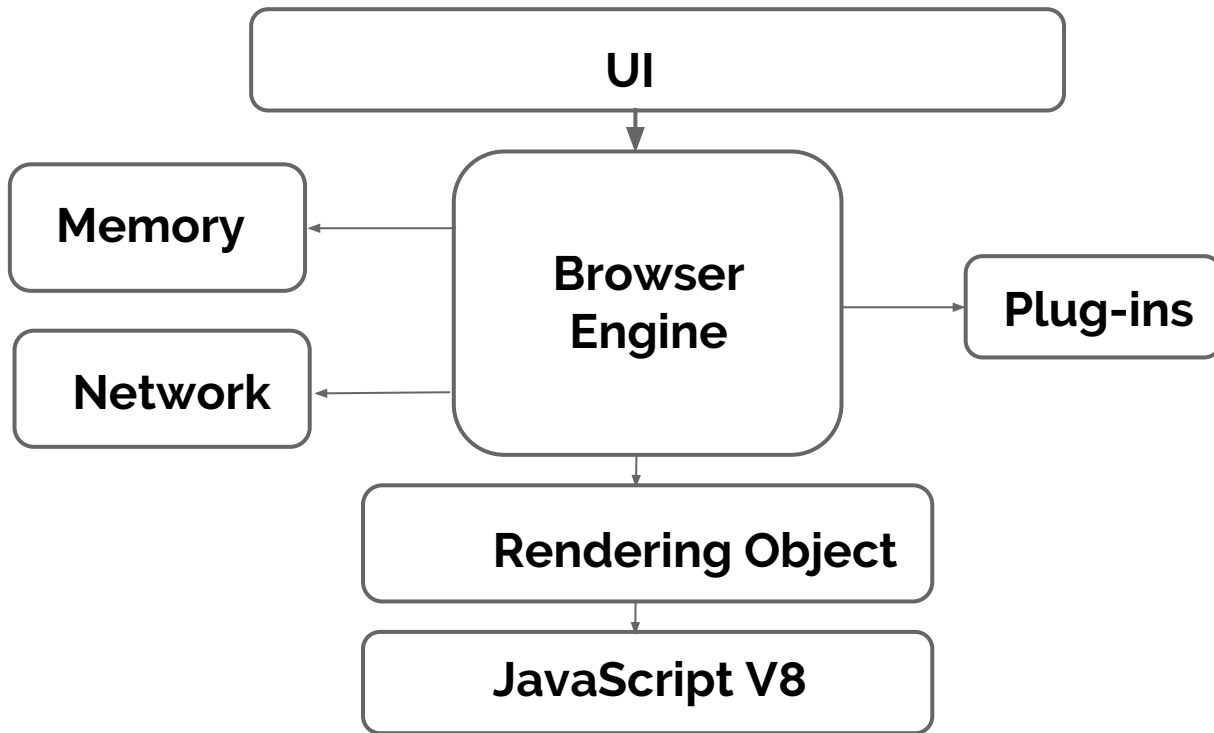 UI
Memory
Browser
Engine
Plug-ins
Network
Rendering Object
JavaScript V8